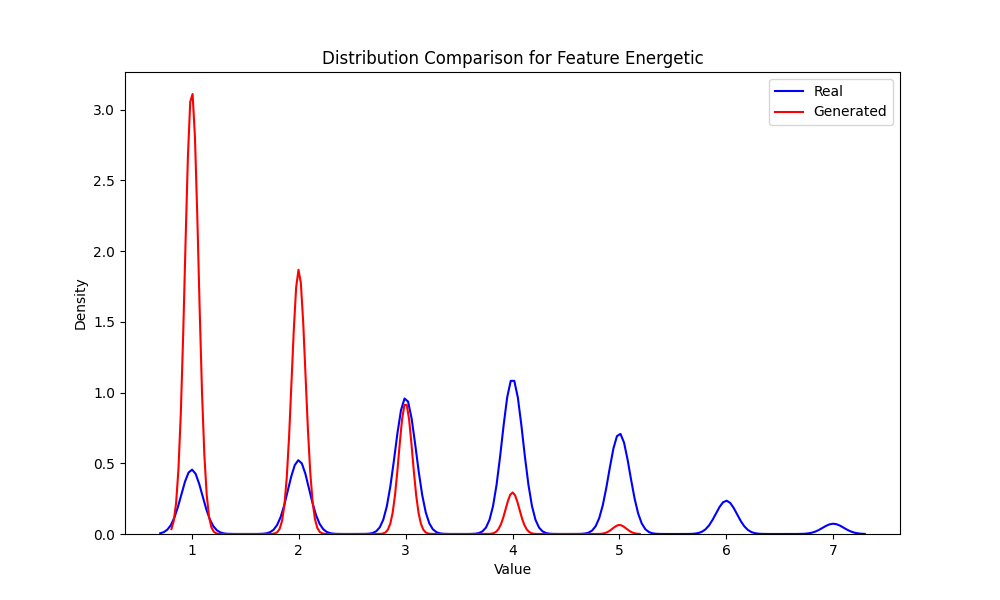 Distribution Comparison for Feature Energetic
Real
Generated
3.0
2.5
2.0
1.5
1.0
0.5
0.0
Density
1 2 3 4 5 6 7
Value